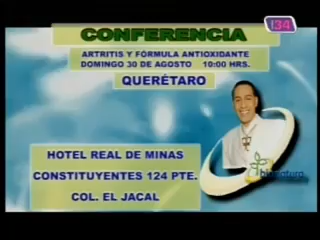 134
CONFERENCIA
ARTRITIS Y FÓRMULA ANTIOXIDANTE
DOMINGO 30 DE AGOSTO 10:00 HRS.
QUERÉTARO
HOTEL REAL DE MINAS
CONSTITUYENTES 124 PTE.
COL. EL JACAL